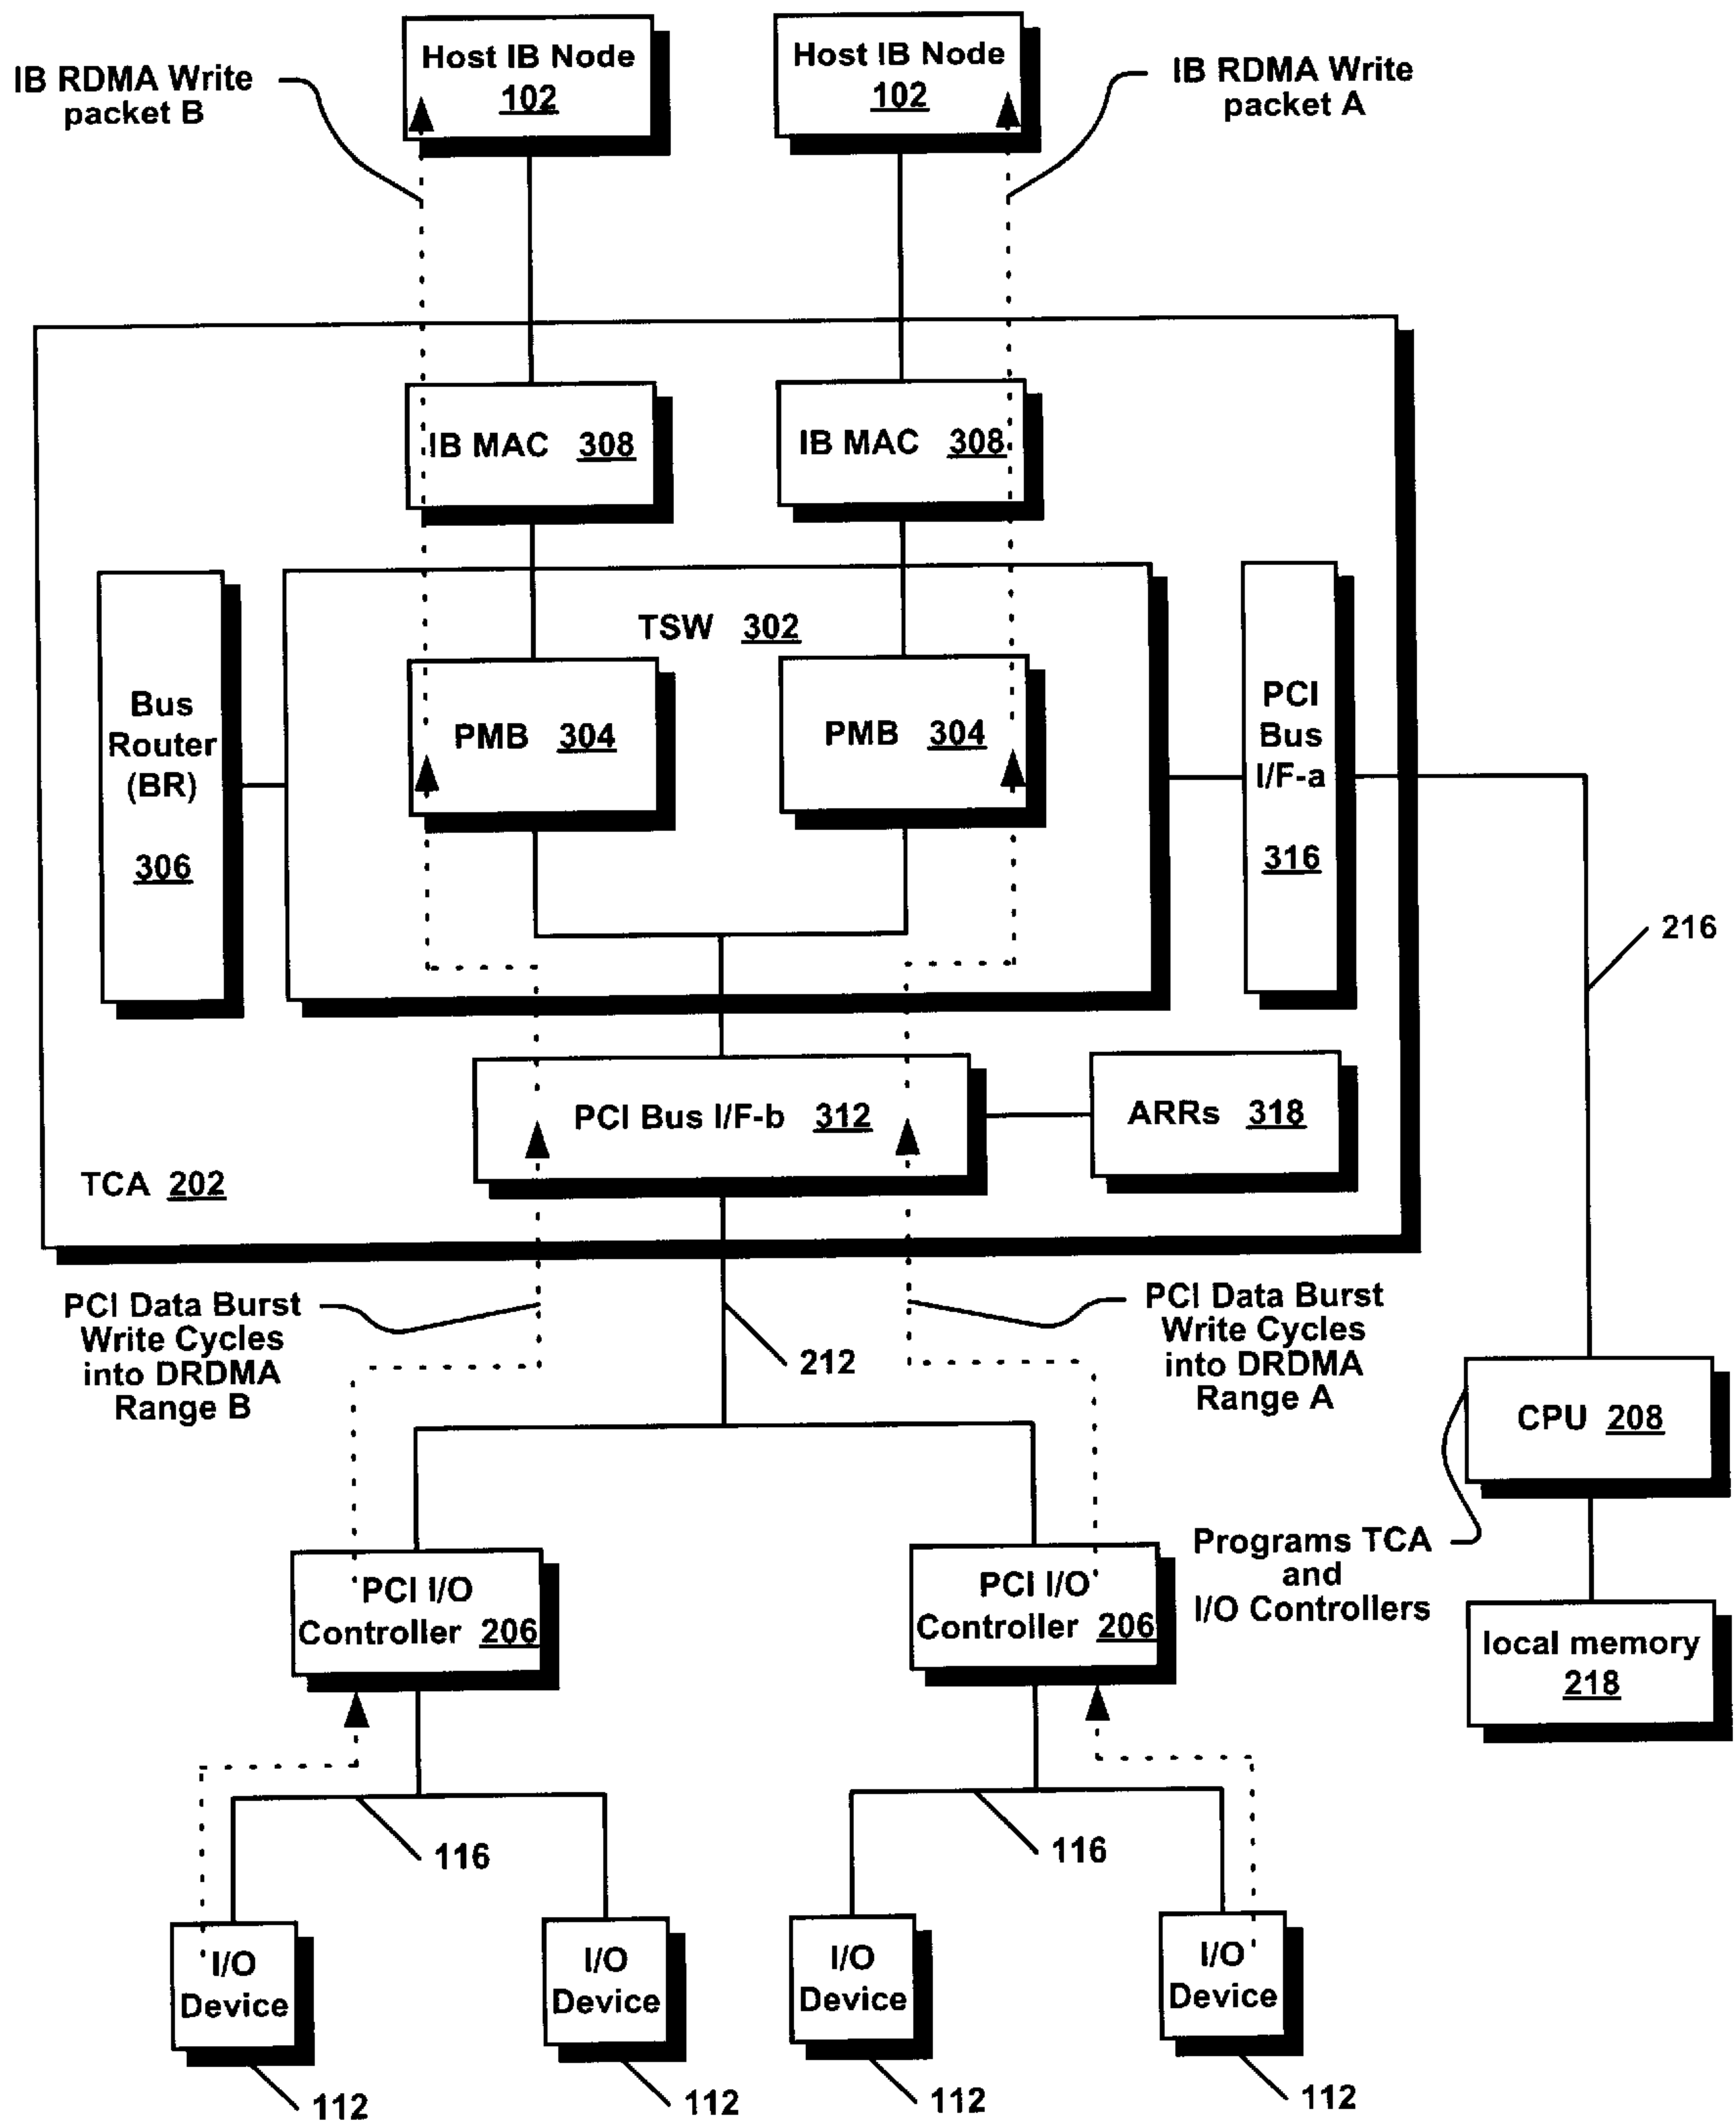 Host IB Node
102
Host IB Node
102
IB RDMA Write
packet B
IB RDMA Write
packet A
IB MAC 308
IB MAC 308
TSW 302
Bus
Router
(BR)
306
PMB 304
PMB 304
PCI
Bus
I/F-a
316
216
PCI Bus I/F-b 312
ARRs 318
TCA 202
PCI Data Burst
Write Cycles
into DRDMA
Range B
212
PCI Data Burst
Write Cycles
into DRDMA
Range A
CPU 208
Programs TCA
and
I/O Controllers
PCI I/O
Controller 206
PCI I/O
Controller 206
local memory
218
116
116
I/O
Device
I/O
Device
I/O
Device
I/O
Device
112
112
112
112